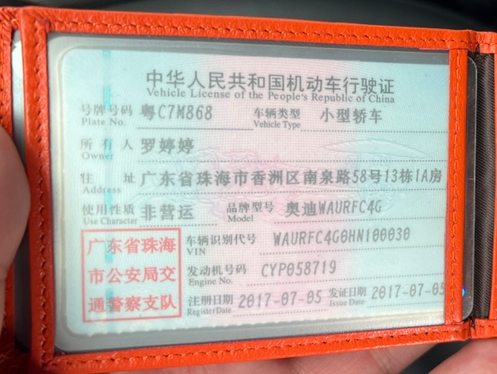 中华人民共和国机动车行驶证
Vehicle License of the People's Republic of China
号牌号码 粤C7M868 车辆类型 小型轿车
Plate No. Vehicle Type
所有人 罗婷婷
Owner
住址 广东省珠海市香洲区南泉路58号13栋1A房
Address
使用性质 非营运 品牌型号 奥迪WAURFC4G
Use Character Model
广东省珠海
市公安局交
通警察支队
车辆识别代号 WAURFC4G0HN100030
VIN
发动机号码 CYP058719
Engine No.
注册日期 2017-07-05 发证日期 2017-07-05
Register Date Issue Date